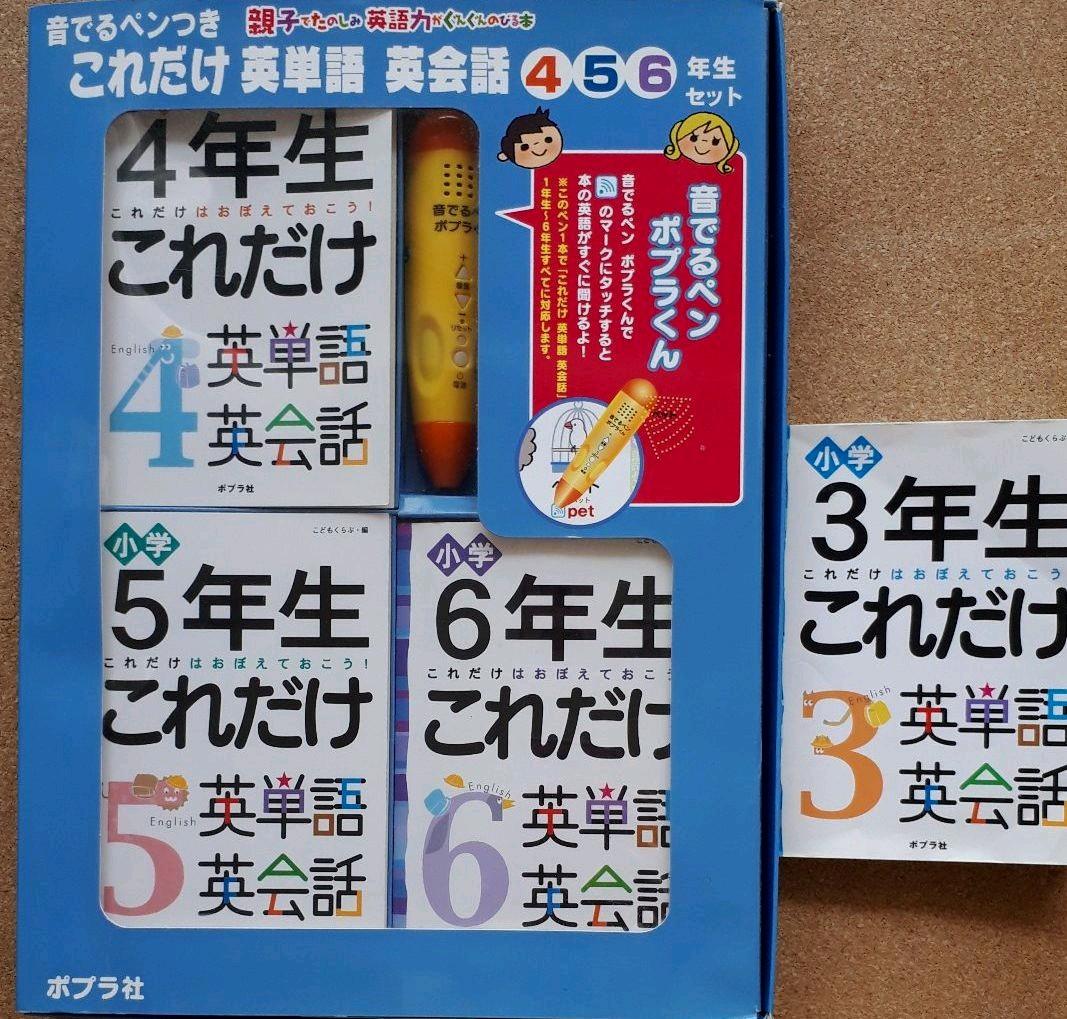 音でるペンつき
親子でたのしみ英語力がぐんぐんのびる本
これだけ 英単語 英会話 4 5 6 年生
セット
4年生
これだけはおぼえておこう！
これだけ
English
4
英単語
英会話
ポプラ社
音でるペ
ポプラく
リセット
電源
音でるペン
ポプラくん
音でるペン ポプラくんで
のマークにタッチすると
本の英語がすぐに聞けるよ！
※このペン1本で「これだけ 英単語 英会話」
1年生～6年生すべてに対応します。
pet
小学
こどもくらぶ・編
5年生
これだけはおぼえておこう！
これだけ
5
English
英単語
英会話
小学
6年生
これだけはおぼえておこ
これだけ
English
6
英単語
英会話
ポプラ社
小学
こどもくらぶ
3年生
これだけはおぼえておこう
これだけ
English
3
英単語
英会話
ポプラ社